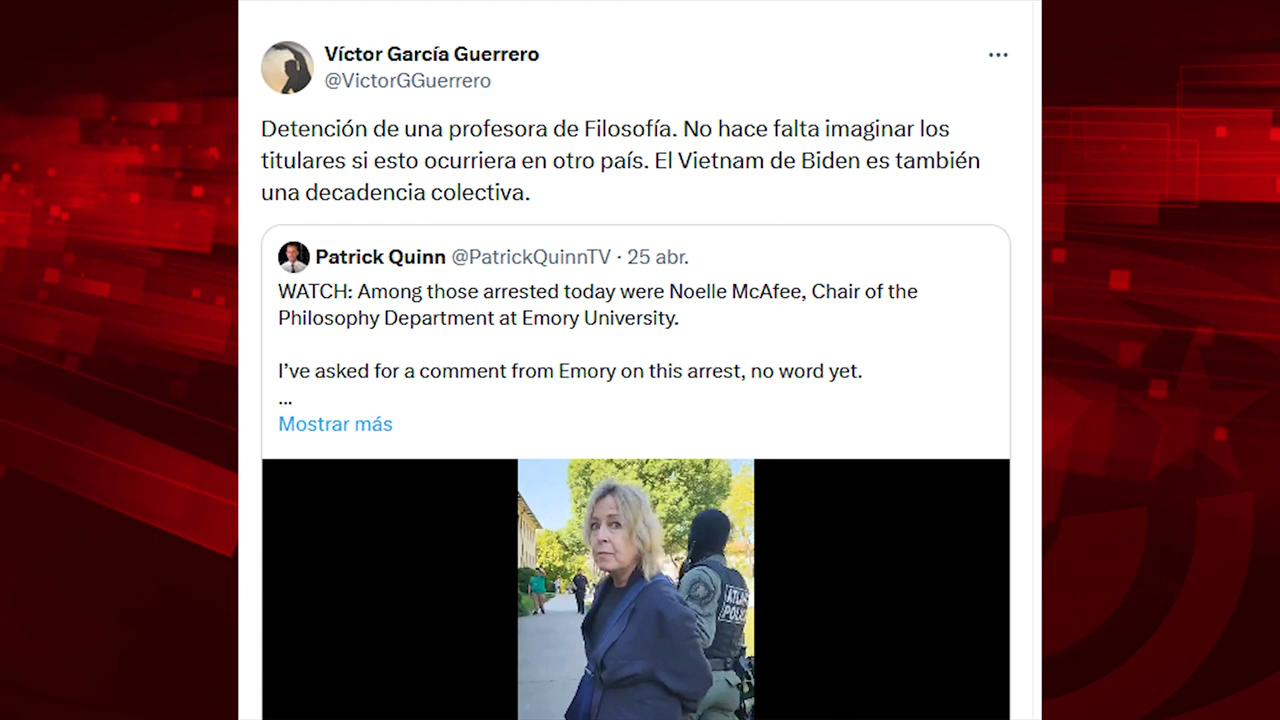 Víctor García Guerrero
@VictorGGuerrero
Detención de una profesora de Filosofía. No hace falta imaginar los
titulares si esto ocurriera en otro país. El Vietnam de Biden es también
una decadencia colectiva.
Patrick Quinn @PatrickQuinnTV · 25 abr.
WATCH: Among those arrested today were Noelle McAfee, Chair of the
Philosophy Department at Emory University.
I’ve asked for a comment from Emory on this arrest, no word yet.
...
Mostrar más